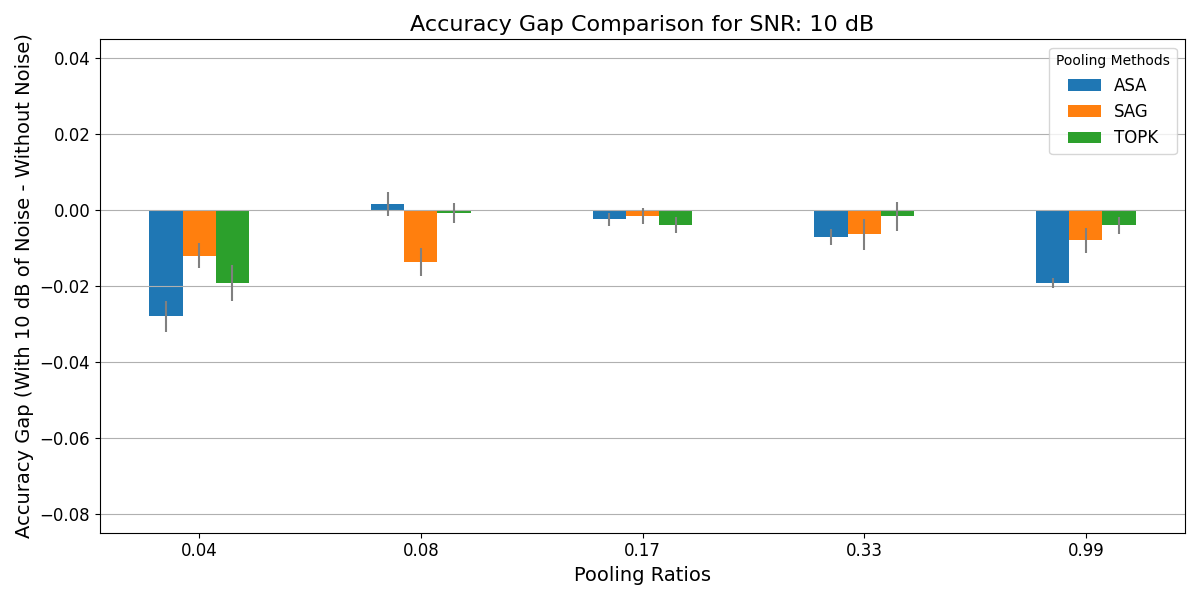 Accuracy Gap Comparison for SNR: 10 dB
Accuracy Gap (With 10 dB of Noise - Without Noise)
0.04
0.02
0.00
−0.02
−0.04
−0.06
−0.08
Pooling Methods
ASA
SAG
TOPK
0.04 0.08 0.17 0.33 0.99
Pooling Ratios